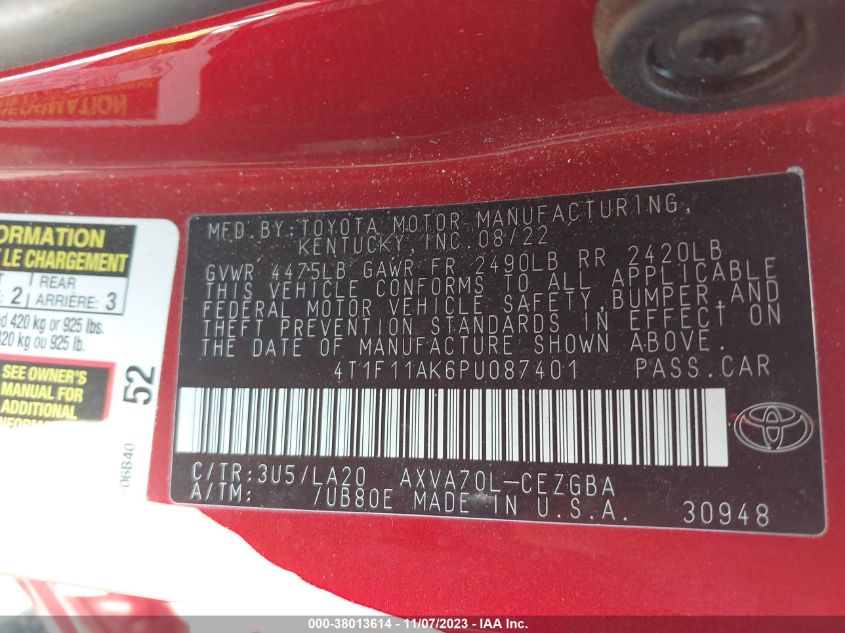 INFORMATION
MFD.BY:TOYOTA MOTOR MANUFACTURING,
KENTUCKY,INC.08/22
GVWR 4475LB GAWR FR 2490LB RR 2420LB
THIS VEHICLE CONFORMS TO ALL APPLICABLE
FEDERAL MOTOR VEHICLE SAFETY,BUMPER,AND
THEFT PREVENTION STANDARDS IN EFFECT ON
THE DATE OF MANUFACTURE SHOWN ABOVE.
4T1F11AK6PU087401 PASS.CAR
C/TR:3U5/LA20 AXVA70L-CEZGBA
A/TM: /UB80E MADE IN U.S.A. 30948
FORMATION
LE CHARGEMENT
2 REAR
ARRIÈRE: 3
420 kg or 925 lbs.
420 kg ou 925 lb.
SEE OWNER'S
MANUAL FOR
ADDITIONAL
52
06B40
000-38013614 - 11/07/2023 - IAA Inc.